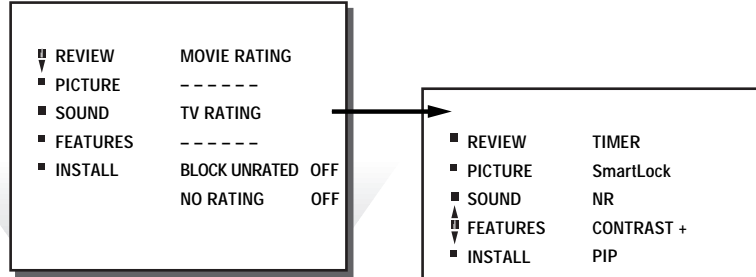 REVIEW MOVIE RATING
PICTURE – – – – – –
SOUND TV RATING
FEATURES – – – – – –
INSTALL BLOCK UNRATED OFF
NO RATING OFF
REVIEW TIMER
PICTURE SmartLock
SOUND NR
FEATURES CONTRAST +
INSTALL PIP